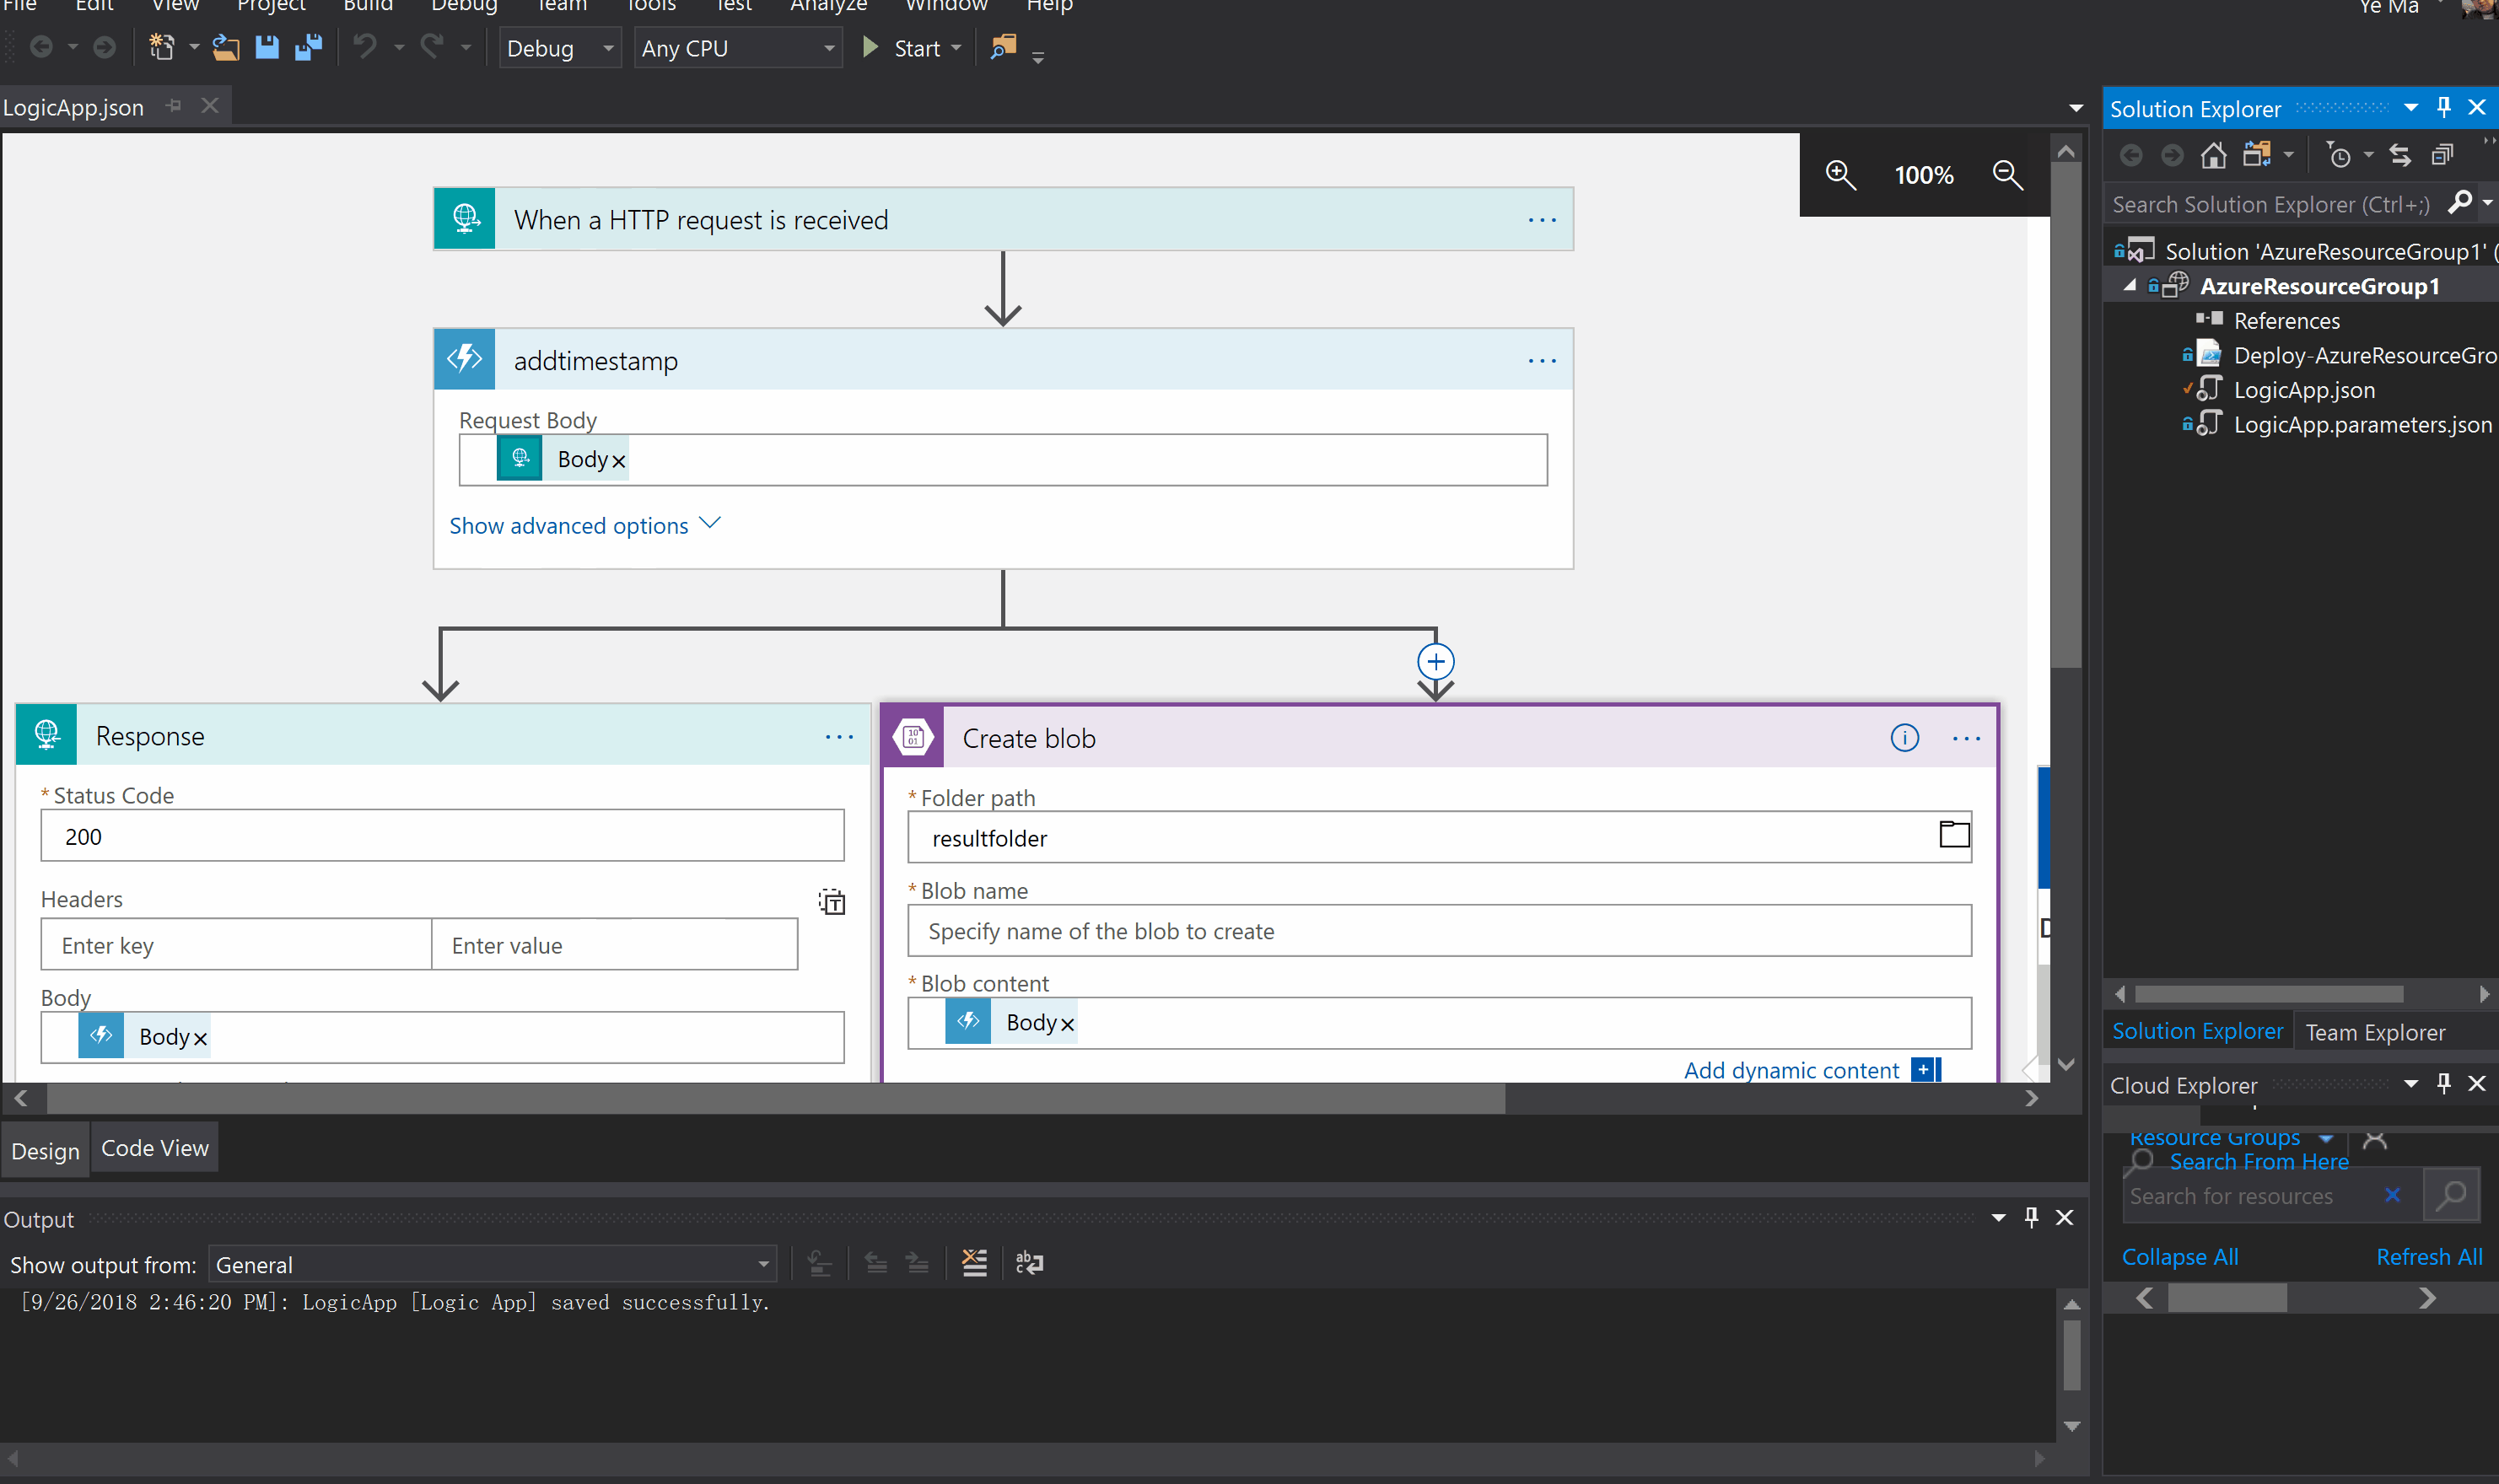 File Edit View Project Build Debug Team Tools Test Analyze Window Help
Ye Ma
Debug Any CPU Start
LogicApp.json
100%
When a HTTP request is received
addtimestamp
Request Body
Body
Show advanced options
Response
* Status Code
200
Headers
Enter key Enter value
Body
Body
Create blob
* Folder path
resultfolder
* Blob name
Specify name of the blob to create
* Blob content
Body
Add dynamic content
Design Code View
Output
Show output from: General
[9/26/2018 2:46:20 PM]: LogicApp [Logic App] saved successfully.
Solution Explorer
Search Solution Explorer (Ctrl+;)
Solution 'AzureResourceGroup1' (
AzureResourceGroup1
References
Deploy-AzureResourceGro
LogicApp.json
LogicApp.parameters.json
Solution Explorer Team Explorer
Cloud Explorer
Resource Groups
Search From Here
Search for resources
Collapse All Refresh All